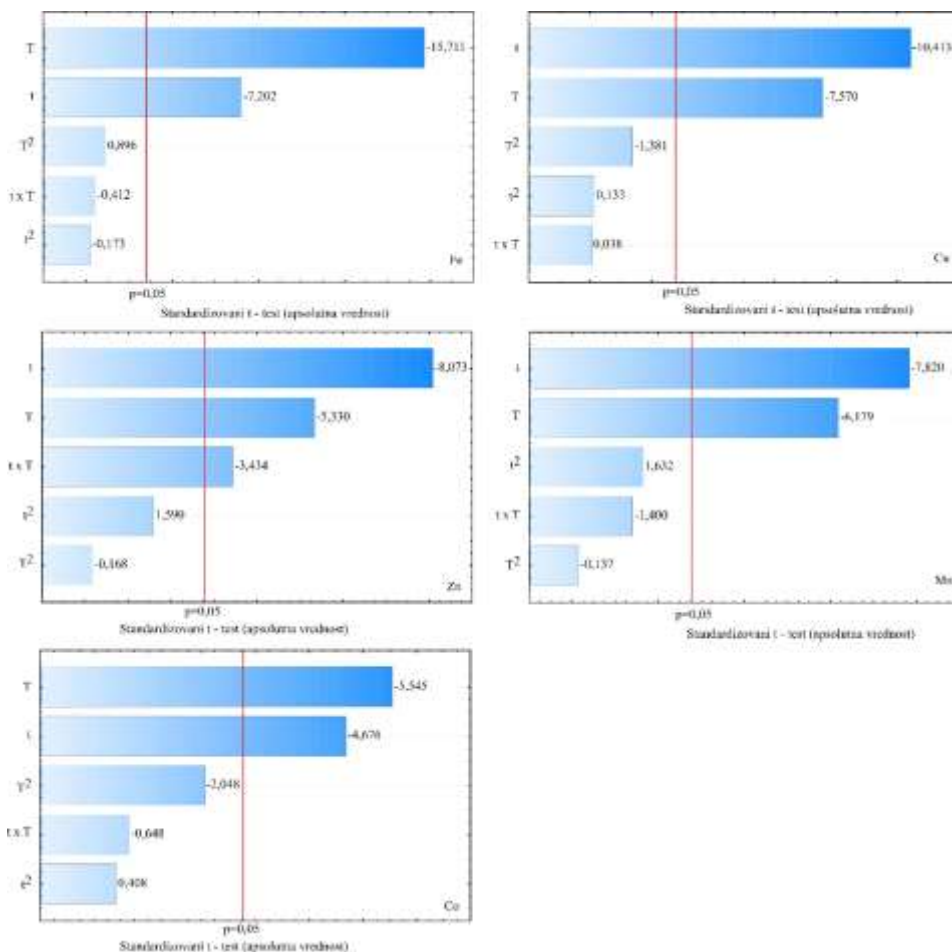 T
-15,711
t
-7,202
T²
0,896
t x T
-0,412
t²
-0,173
Fe
p=0,05
Standardizovani t - test (apsolutna vrednost)
t
-10,413
T
-7,570
T²
-1,381
t²
0,133
t x T
0,038
Cu
p=0,05
Standardizovani t - test (apsolutna vrednost)
t
-8,073
T
-5,330
t x T
-3,434
t²
1,590
T²
-0,168
Zn
p=0,05
Standardizovani t - test (apsolutna vrednost)
t
-7,820
T
-6,179
t²
1,632
t x T
-1,400
T²
-0,137
Mn
p=0,05
Standardizovani t - test (apsolutna vrednost)
T
-5,545
t
-4,676
T²
-2,048
t x T
-0,648
t²
0,408
p=0,05
Standardizovani t - test (apsolutna vrednost)